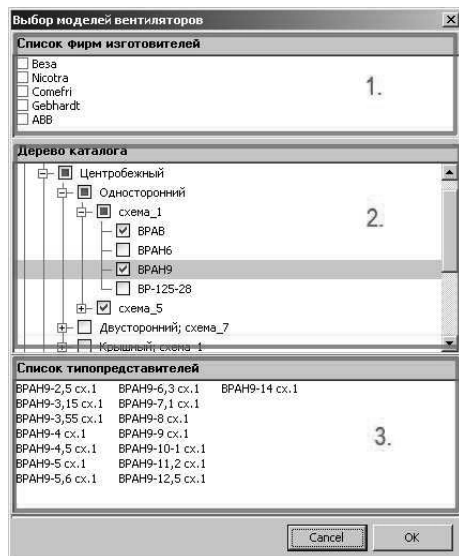 Выбор моделей вентиляторов
Список фирм изготовителей
Веза
Nicotra
Comefri
Gebhardt
ABB
1.
Дерево каталога
Центробежный
Односторонний
схема_1
ВРАВ
ВРАН6
ВРАН9
ВР-125-28
схема_5
Двусторонний; схема_7
Крышный; схема_1
2.
Список типопредставителей
ВРАН9-2,5 сх.1 ВРАН9-6,3 сх.1 ВРАН9-14 сх.1
ВРАН9-3,15 сх.1 ВРАН9-7,1 сх.1
ВРАН9-3,55 сх.1 ВРАН9-8 сх.1
ВРАН9-4 сх.1 ВРАН9-9 сх.1
ВРАН9-4,5 сх.1 ВРАН9-10-1 сх.1
ВРАН9-5 сх.1 ВРАН9-11,2 сх.1
ВРАН9-5,6 сх.1 ВРАН9-12,5 сх.1
3.
Cancel OK